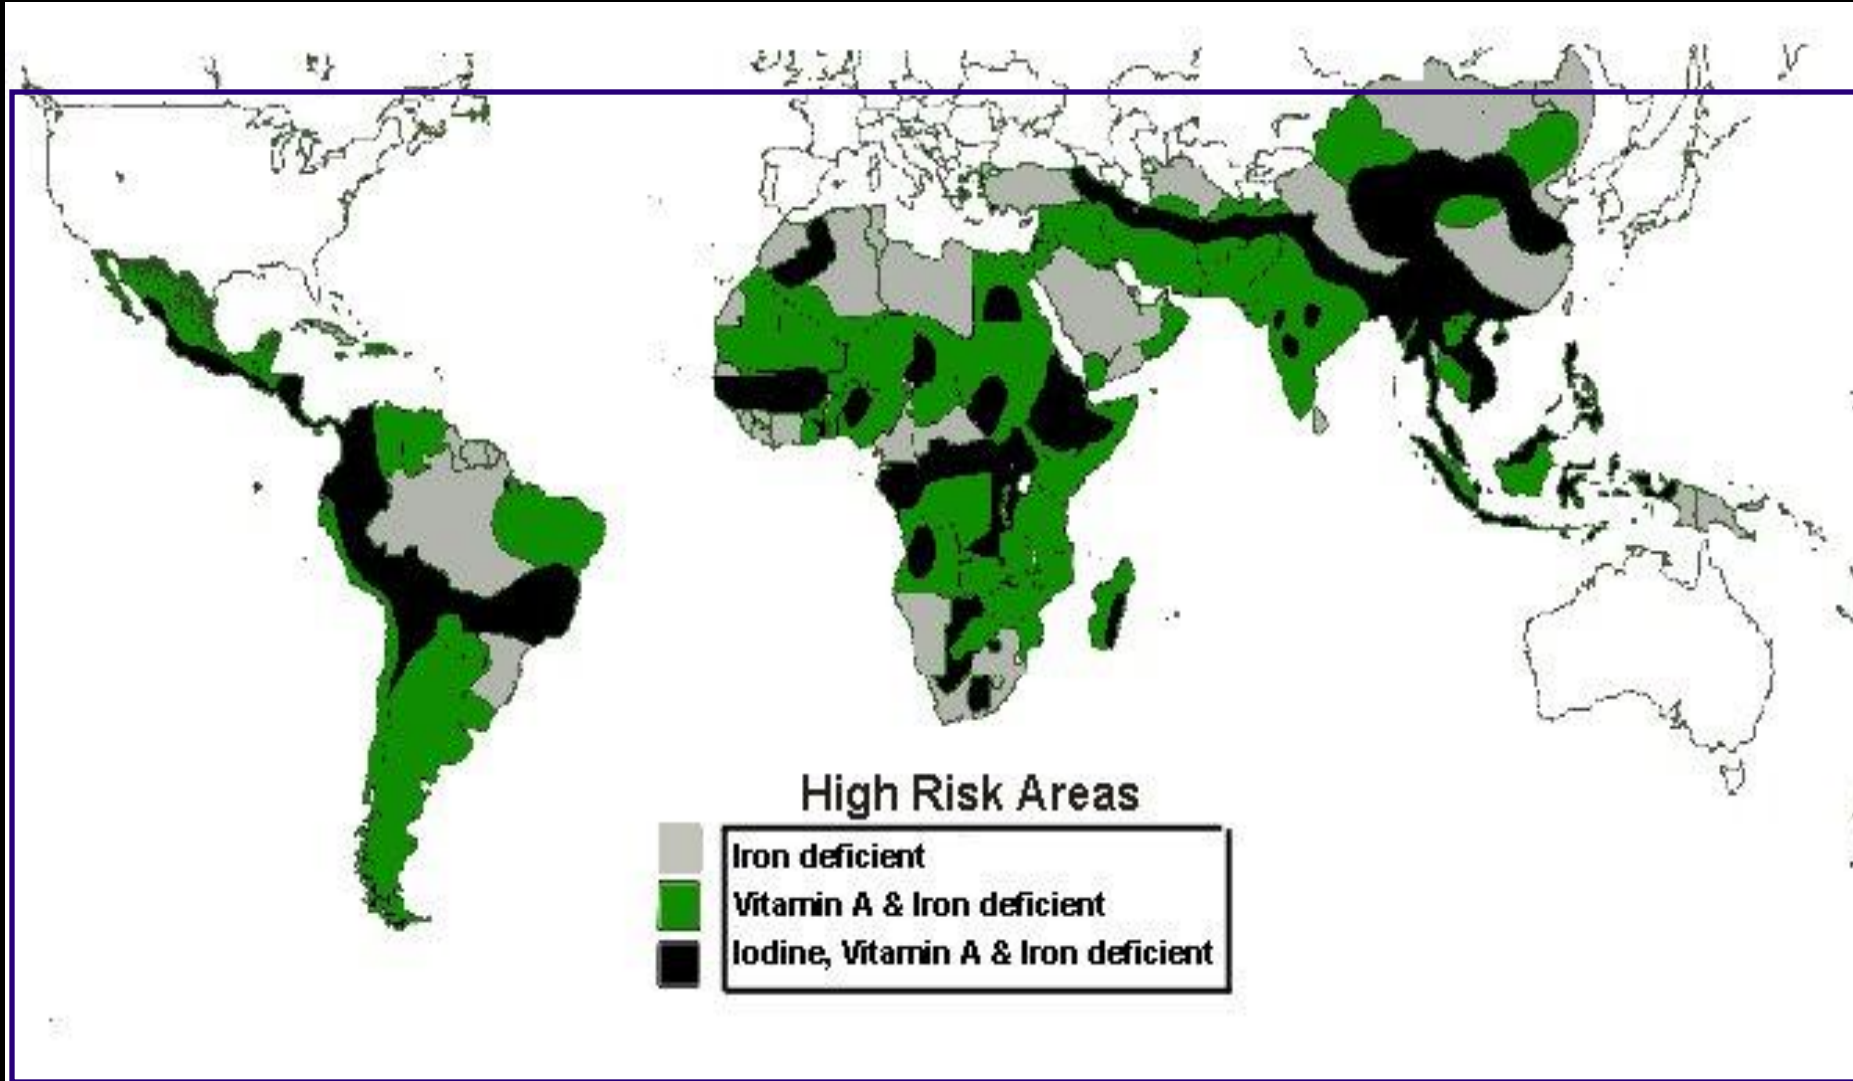 High Risk Areas
Iron deficient
Vitamin A & Iron deficient
Iodine, Vitamin A & Iron deficient